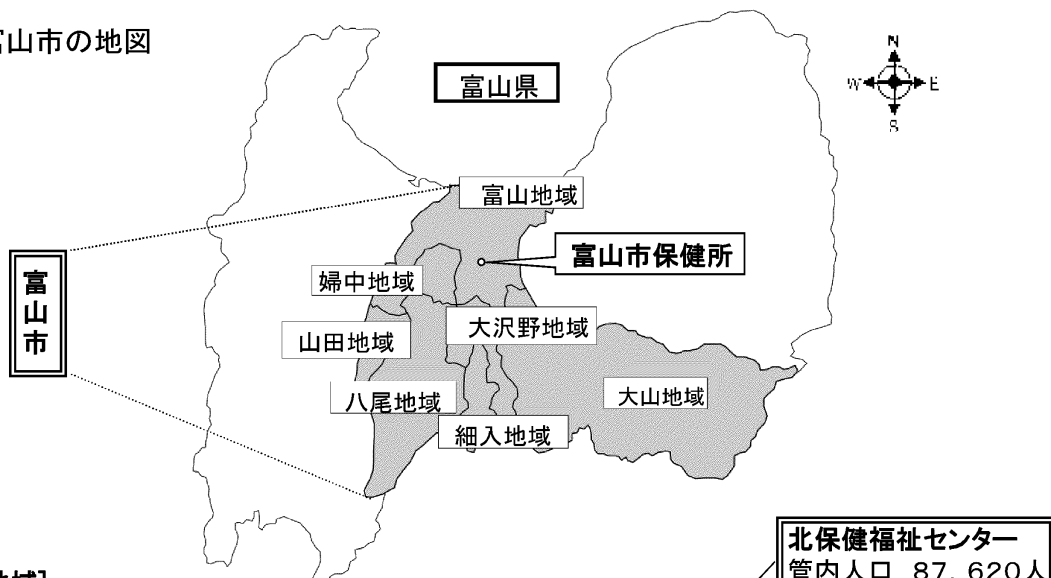 富山市の地図
富山県
N
W E
S
富山地域
富山市保健所
婦中地域
富山市
大沢野地域
山田地域
大山地域
八尾地域
細入地域
北保健福祉センター
管内人口 87,620人
域]